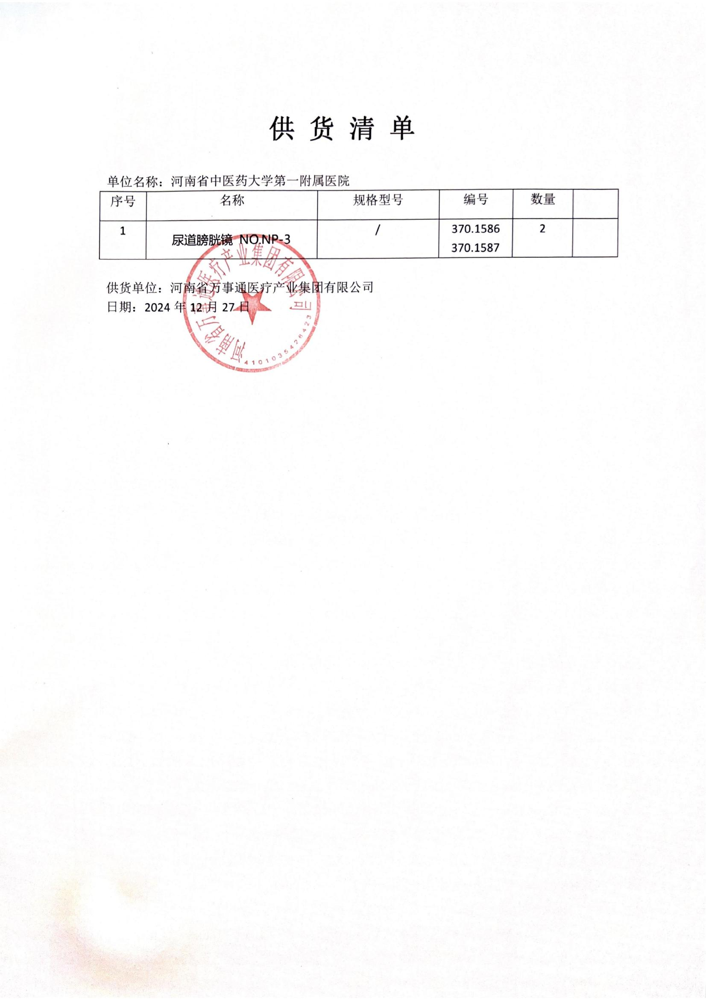 供货清单
单位名称：河南省中医药大学第一附属医院
序号 名称 规格型号 编号 数量
1 尿道膀胱镜 NO.NP-3 / 370.1586 2
370.1587
供货单位：河南省万事通医疗产业集团有限公司
日期：2024 年 12 月 27 日
河南省万事通医疗产业集团有限公司
4101035426423